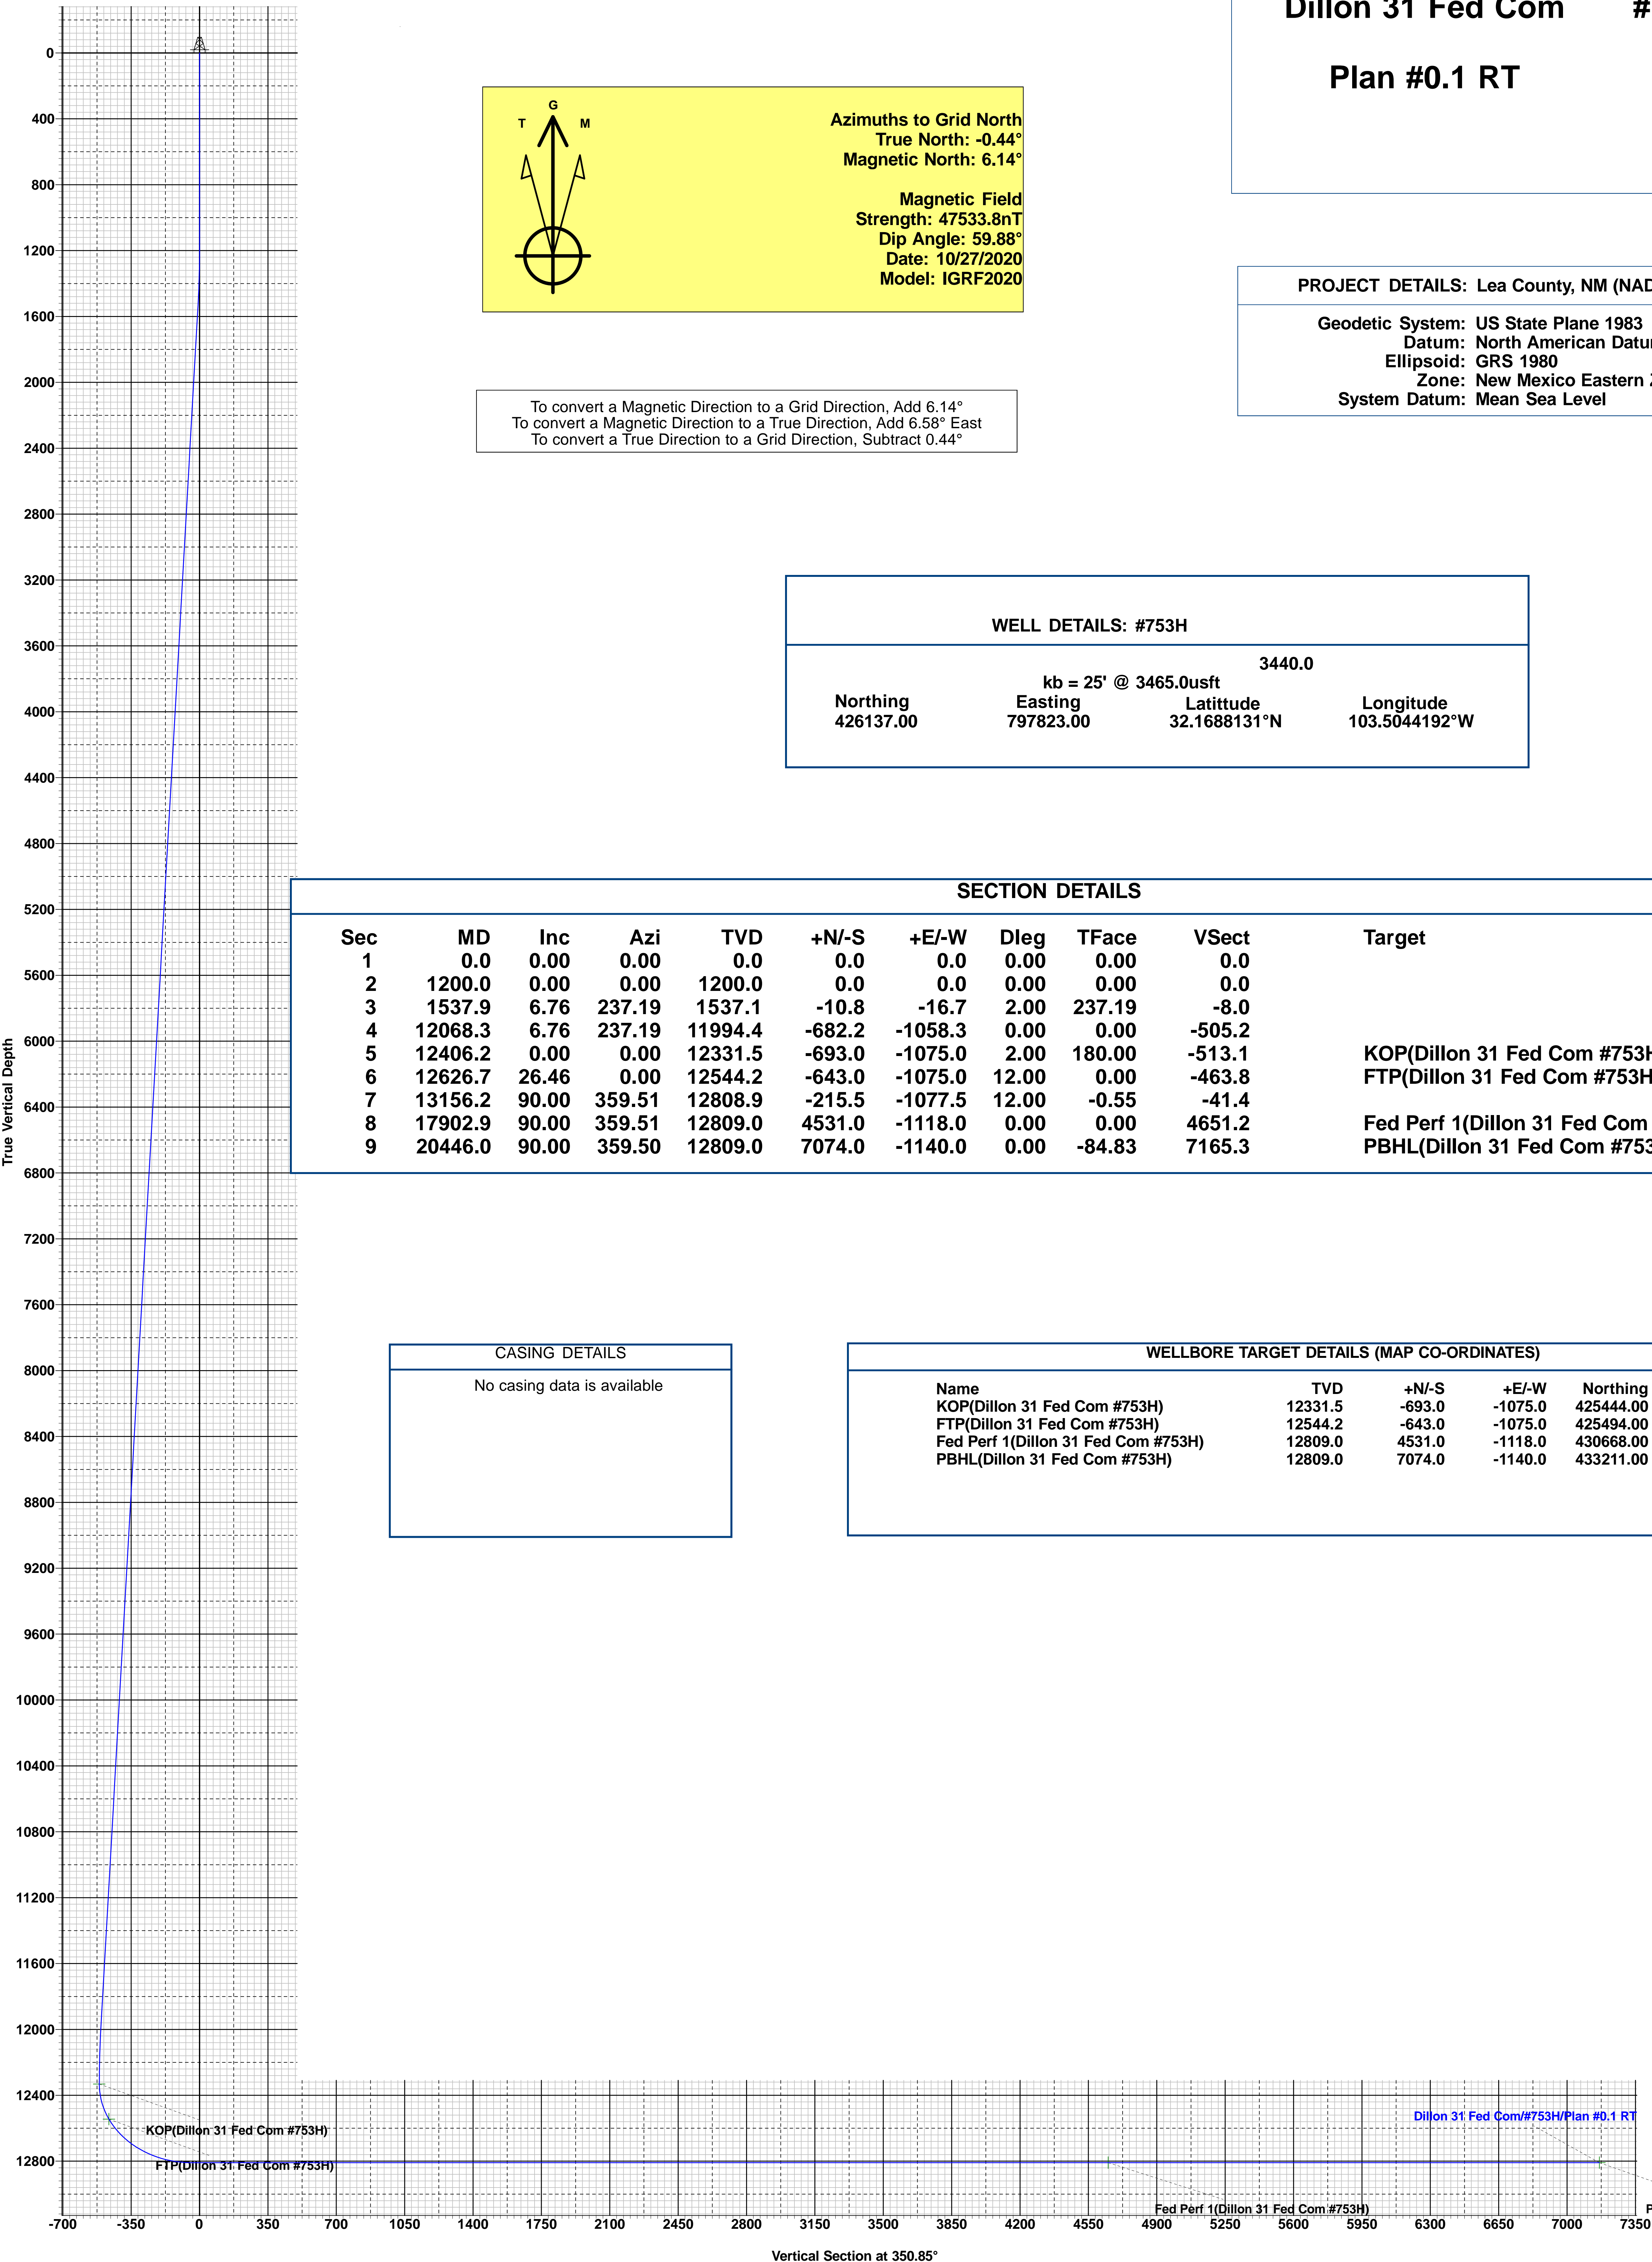 Dillon 31 Fed Com #
Plan #0.1 RT
G
T M
Azimuths to Grid North
True North: -0.44°
Magnetic North: 6.14°
Magnetic Field
Strength: 47533.8nT
Dip Angle: 59.88°
Date: 10/27/2020
Model: IGRF2020
PROJECT DETAILS: Lea County, NM (NAD
Geodetic System: US State Plane 1983
Datum: North American Datu
Ellipsoid: GRS 1980
Zone: New Mexico Eastern
System Datum: Mean Sea Level
To convert a Magnetic Direction to a Grid Direction, Add 6.14°
To convert a Magnetic Direction to a True Direction, Add 6.58° East
To convert a True Direction to a Grid Direction, Subtract 0.44°
WELL DETAILS: #753H
3440.0
kb = 25' @ 3465.0usft
Northing Easting Latittude Longitude
426137.00 797823.00 32.1688131°N 103.5044192°W
SECTION DETAILS
Sec MD Inc Azi TVD +N/-S +E/-W Dleg TFace VSect Target
1 0.0 0.00 0.00 0.0 0.0 0.0 0.00 0.00 0.0
2 1200.0 0.00 0.00 1200.0 0.0 0.0 0.00 0.00 0.0
3 1537.9 6.76 237.19 1537.1 -10.8 -16.7 2.00 237.19 -8.0
4 12068.3 6.76 237.19 11994.4 -682.2 -1058.3 0.00 0.00 -505.2
5 12406.2 0.00 0.00 12331.5 -693.0 -1075.0 2.00 180.00 -513.1 KOP(Dillon 31 Fed Com #753H
6 12626.7 26.46 0.00 12544.2 -643.0 -1075.0 12.00 0.00 -463.8 FTP(Dillon 31 Fed Com #753H
7 13156.2 90.00 359.51 12808.9 -215.5 -1077.5 12.00 -0.55 -41.4
8 17902.9 90.00 359.51 12809.0 4531.0 -1118.0 0.00 0.00 4651.2 Fed Perf 1(Dillon 31 Fed Com
9 20446.0 90.00 359.50 12809.0 7074.0 -1140.0 0.00 -84.83 7165.3 PBHL(Dillon 31 Fed Com #753
CASING DETAILS
No casing data is available
WELLBORE TARGET DETAILS (MAP CO-ORDINATES)
Name TVD +N/-S +E/-W Northing
KOP(Dillon 31 Fed Com #753H) 12331.5 -693.0 -1075.0 425444.00
FTP(Dillon 31 Fed Com #753H) 12544.2 -643.0 -1075.0 425494.00
Fed Perf 1(Dillon 31 Fed Com #753H) 12809.0 4531.0 -1118.0 430668.00
PBHL(Dillon 31 Fed Com #753H) 12809.0 7074.0 -1140.0 433211.00
True Vertical Depth
0
400
800
1200
1600
2000
2400
2800
3200
3600
4000
4400
4800
5200
5600
6000
6400
6800
7200
7600
8000
8400
8800
9200
9600
10000
10400
10800
11200
11600
12000
12400
12800
Dillon 31 Fed Com/#753H/Plan #0.1 RT
KOP(Dillon 31 Fed Com #753H)
FTP(Dillon 31 Fed Com #753H)
Fed Perf 1(Dillon 31 Fed Com #753H)
P
-700 -350 0 350 700 1050 1400 1750 2100 2450 2800 3150 3500 3850 4200 4550 4900 5250 5600 5950 6300 6650 7000 7350
Vertical Section at 350.85°